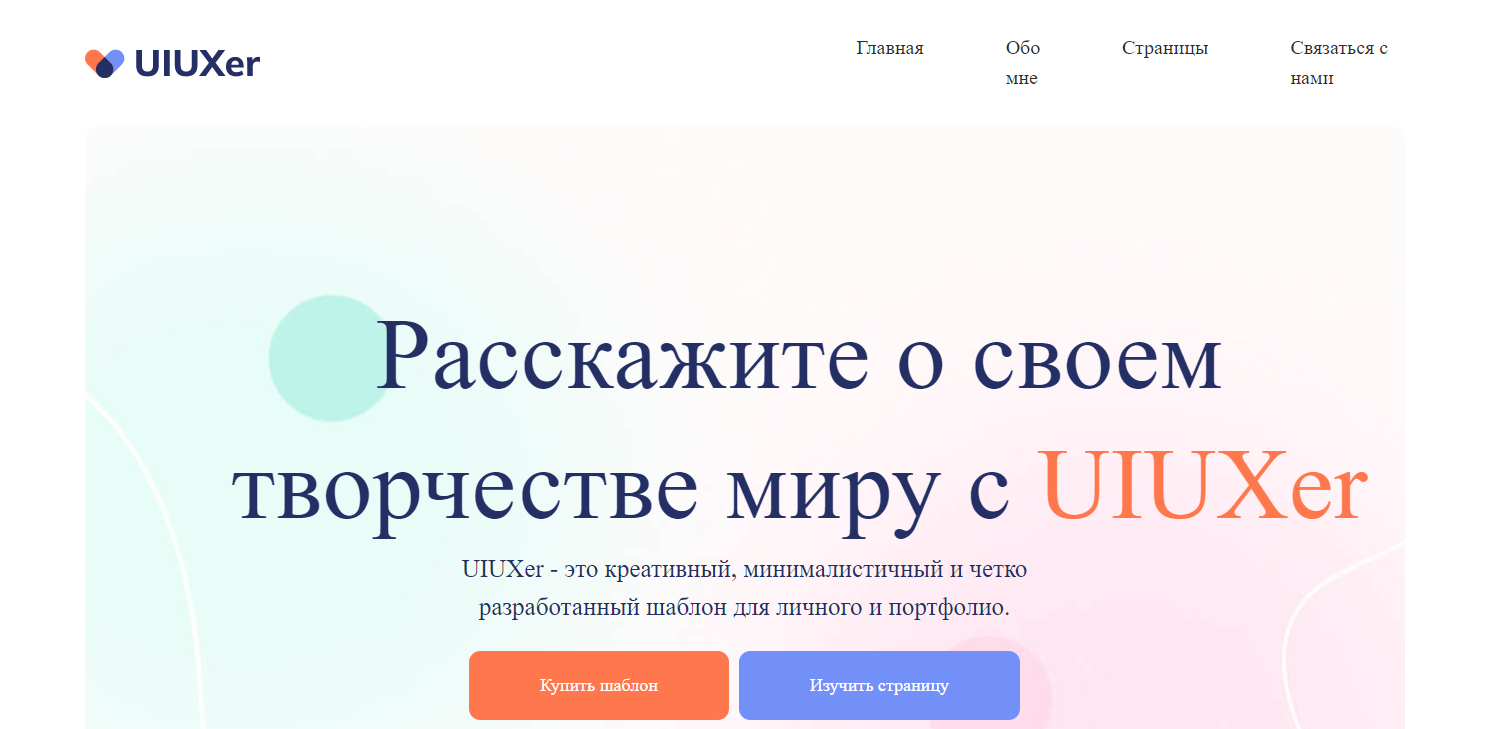 UIUXer
Главная
Обо
мне
Страницы
Связаться с
нами
Расскажите о своем
творчестве миру с UIUXer
UIUXer - это креативный, минималистичный и четко
разработанный шаблон для личного и портфолио.
Купить шаблон
Изучить страницу